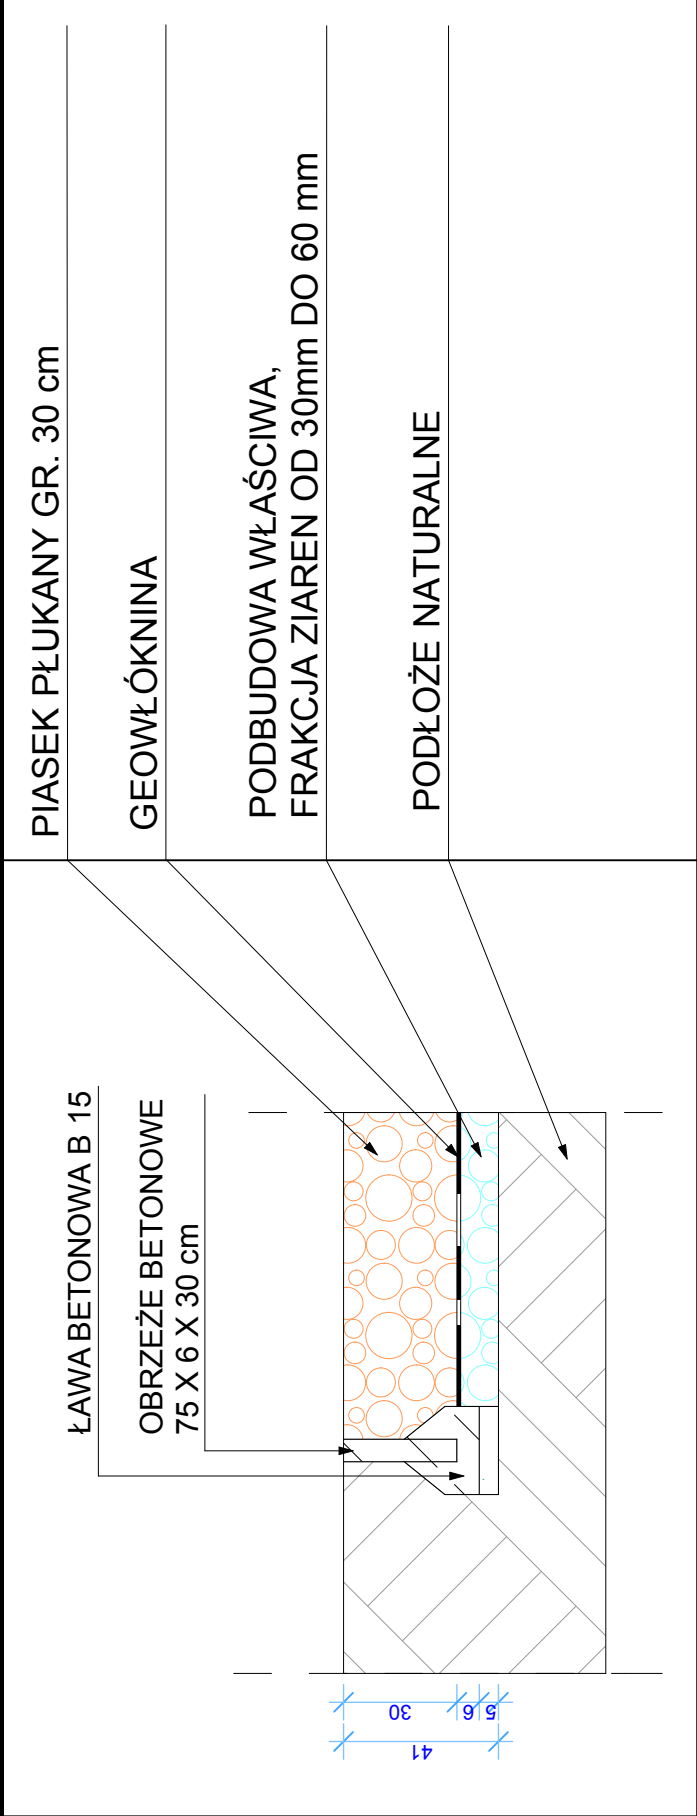 PIASEK PŁUKANY GR. 30 cm
GEOWŁÓKNINA
PODBUDOWA WŁAŚCIWA,
FRAKCJA ZIAREN OD 30mm DO 60 mm
PODŁOŻE NATURALNE
ŁAWA BETONOWA B 15
OBRZEŻE BETONOWE
75 X 6 X 30 cm
30
6
5
41